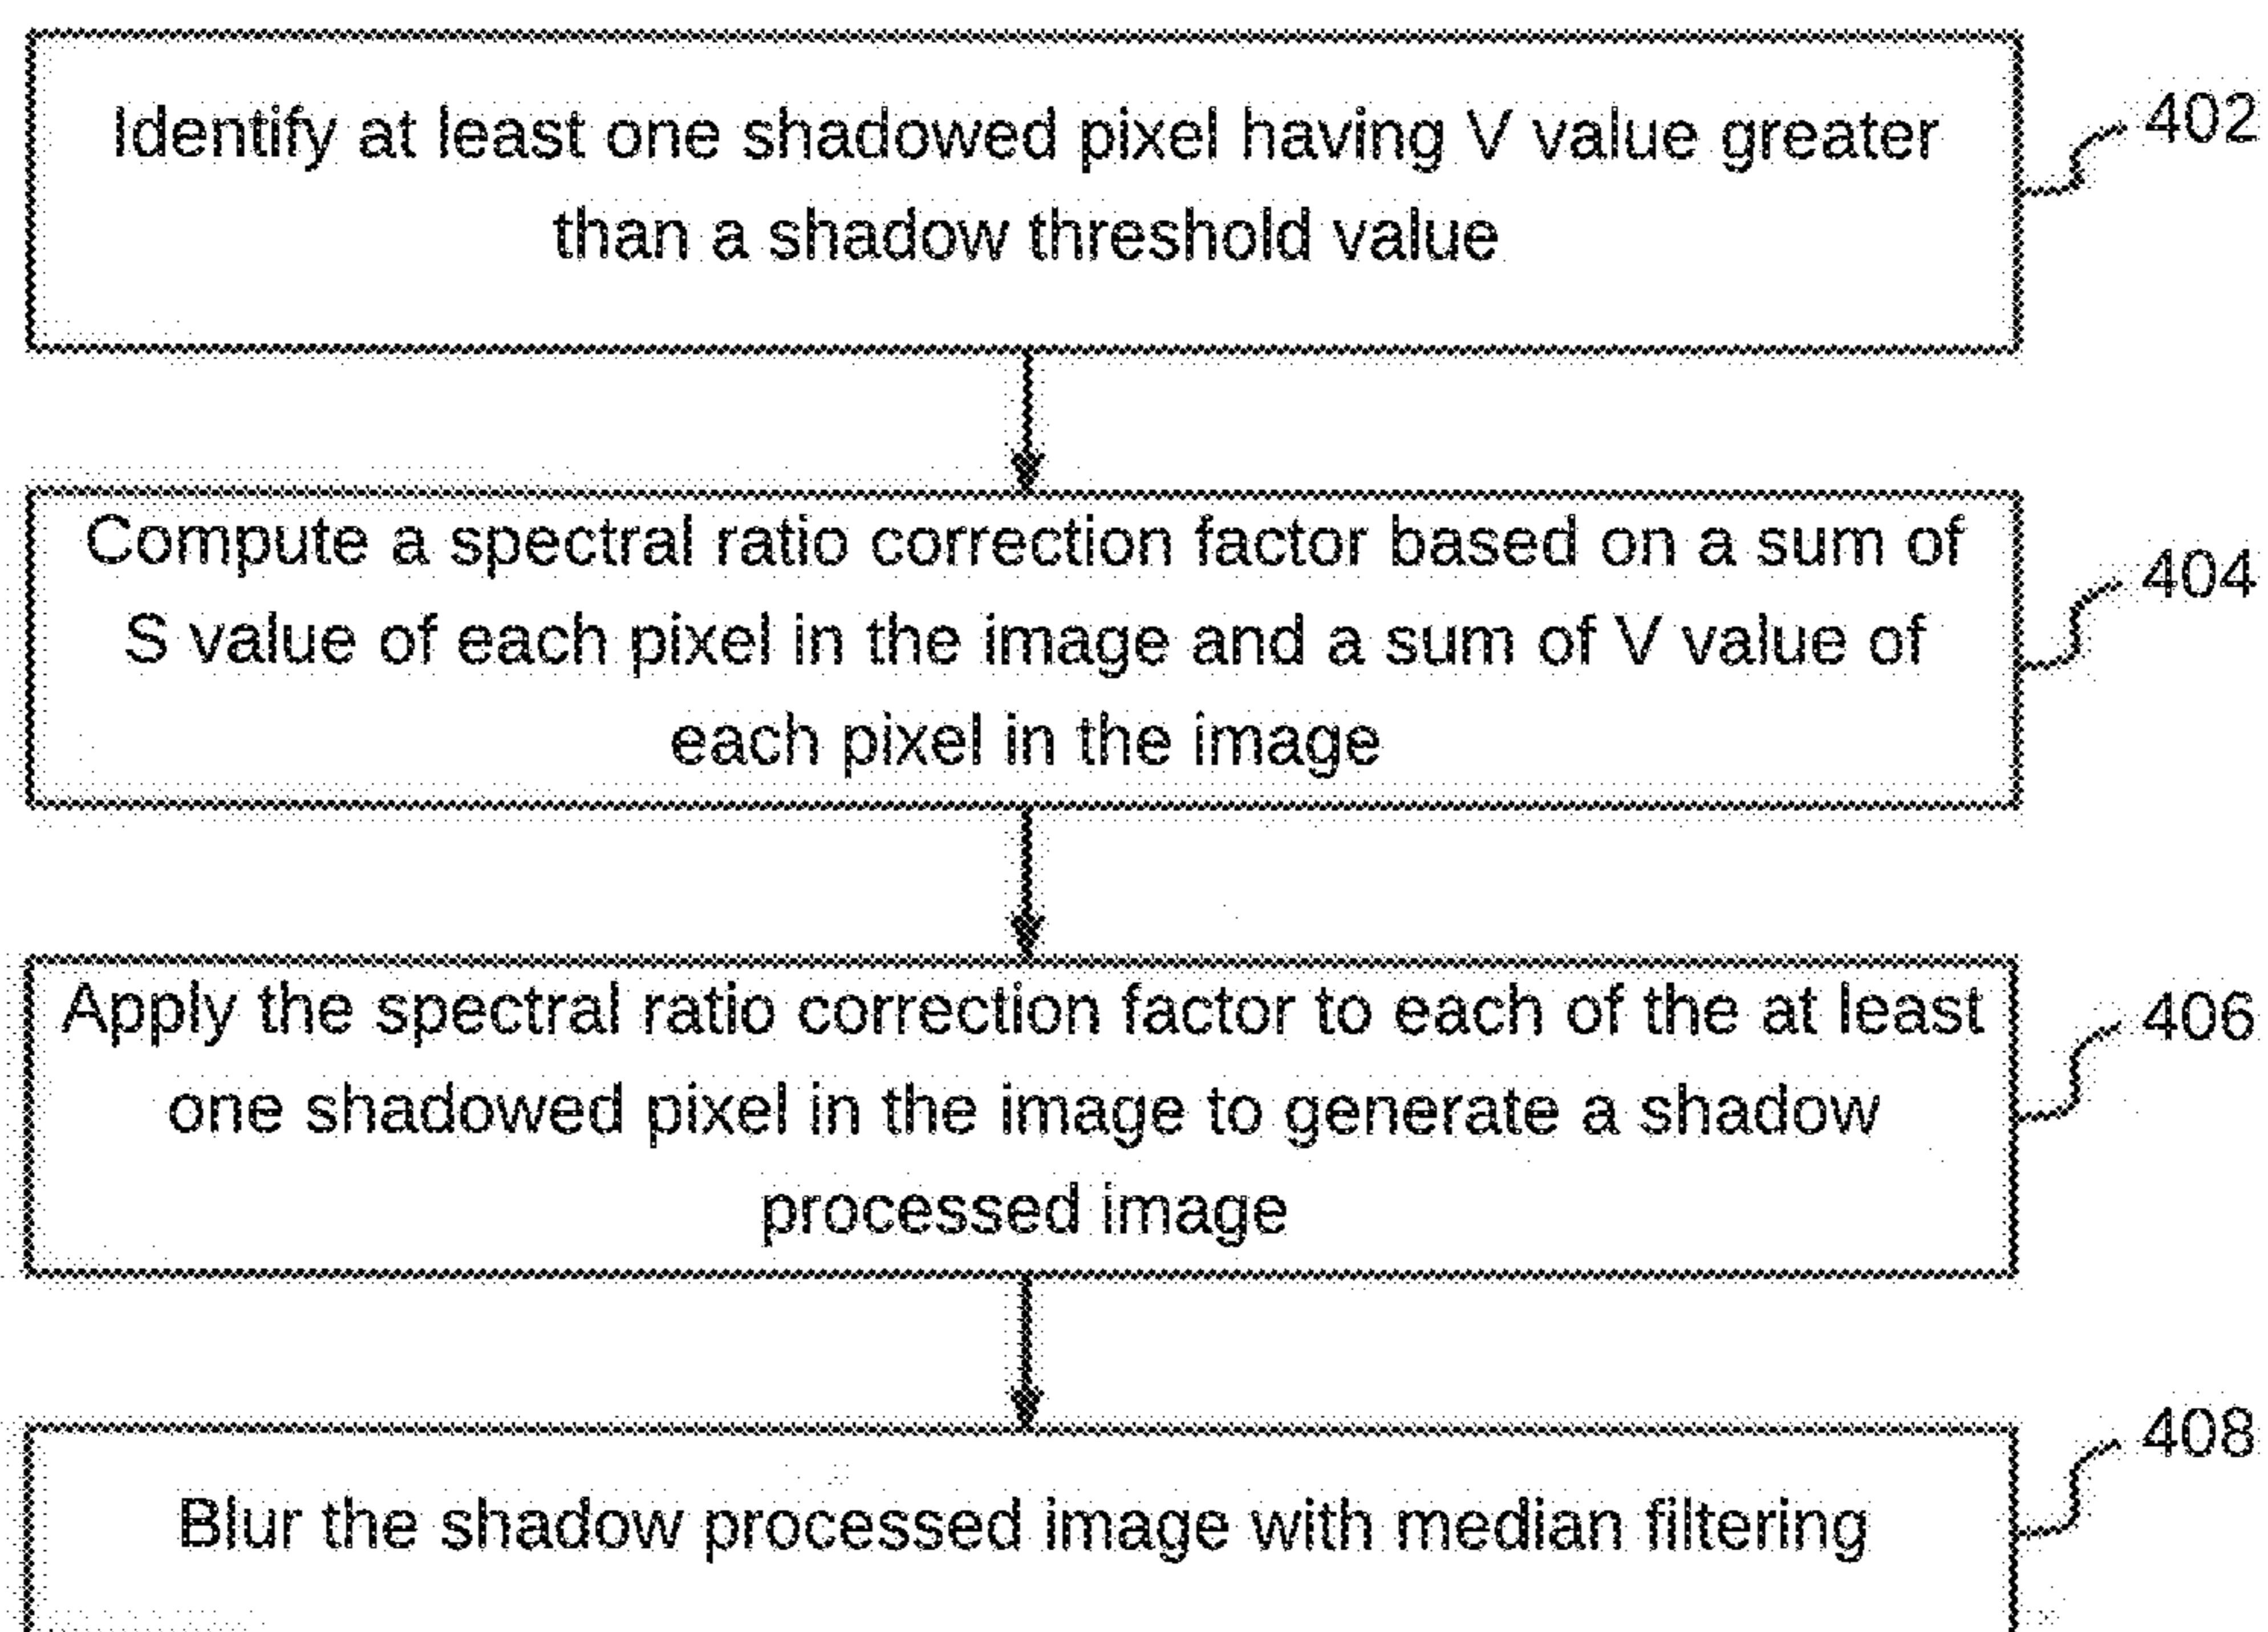 Identify at least one shadowed pixel having V value greater
than a shadow threshold value
402
Compute a spectral ratio correction factor based on a sum of
S value of each pixel in the image and a sum of V value of
each pixel in the image
404
Apply the spectral ratio correction factor to each of the at least
one shadowed pixel in the image to generate a shadow
processed image
406
Blur the shadow processed image with median filtering
408